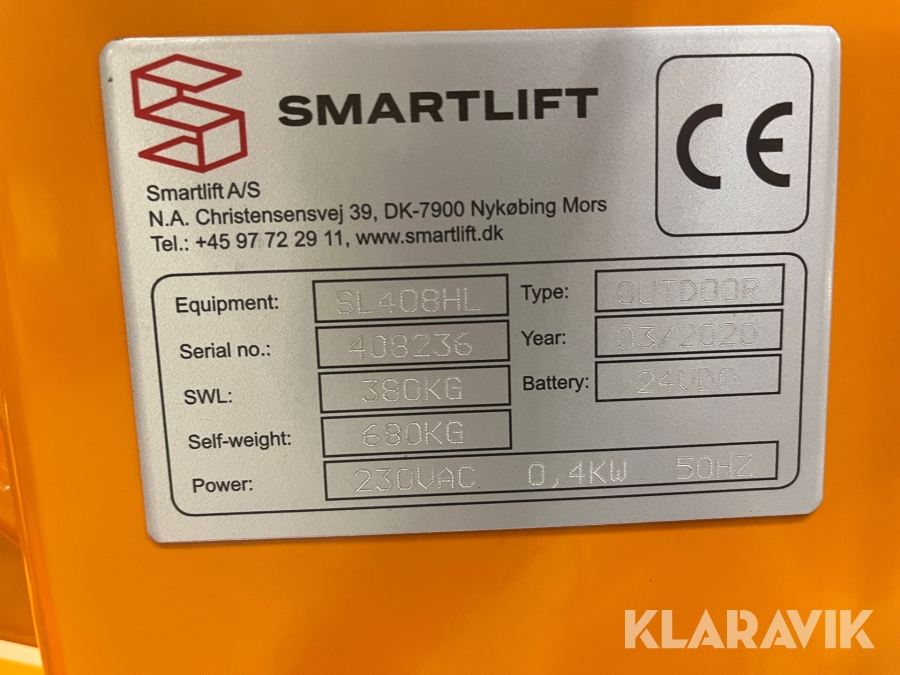 SMARTLIFT
CE
Smartlift A/S
N.A. Christensensvej 39, DK-7900 Nykøbing Mors
Tel.: +45 97 72 29 11, www.smartlift.dk
Equipment: SL408HL Type: OUTDOOR
Serial no.: 408236 Year: 03/2020
SWL: 380KG Battery: 24VDC
Self-weight: 680KG
Power: 230VAC 0,4KW 50HZ
KLARAVIK